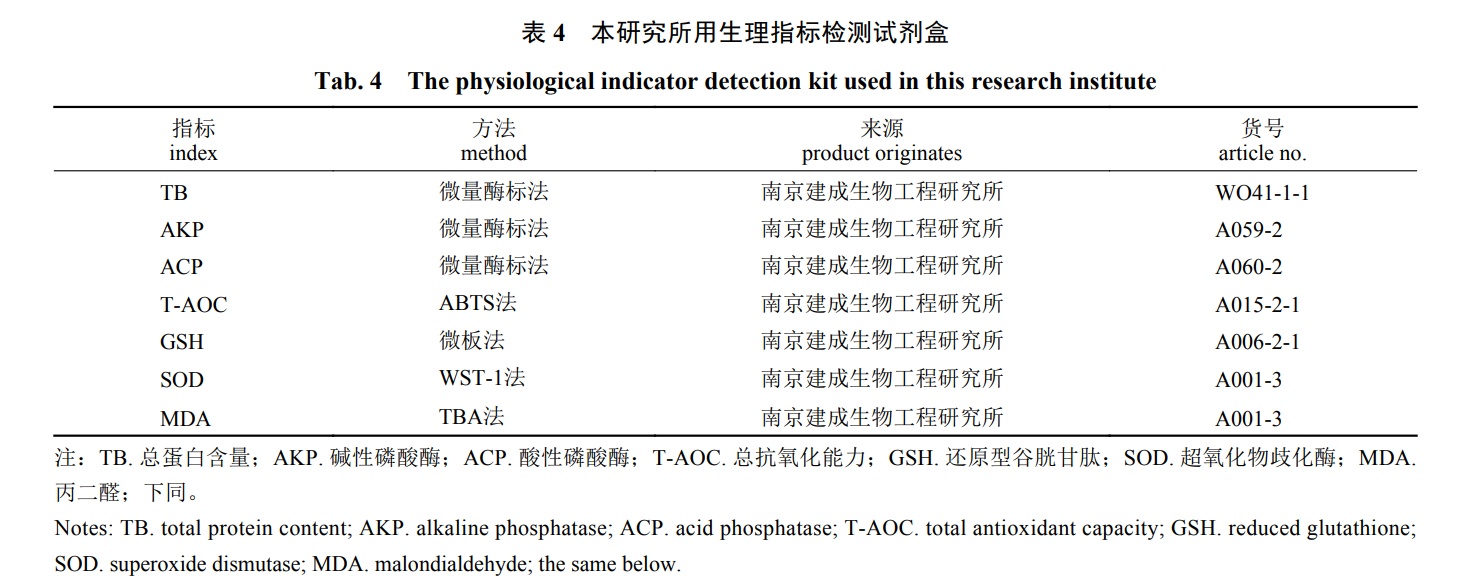 表 4 本研究所用生理指标检测试剂盒
Tab. 4 The physiological indicator detection kit used in this research institute
指标 方法 来源 货号
index method product originates article no.
TB 微量酶标法 南京建成生物工程研究所 WO41-1-1
AKP 微量酶标法 南京建成生物工程研究所 A059-2
ACP 微量酶标法 南京建成生物工程研究所 A060-2
T-AOC ABTS法 南京建成生物工程研究所 A015-2-1
GSH 微板法 南京建成生物工程研究所 A006-2-1
SOD WST-1法 南京建成生物工程研究所 A001-3
MDA TBA法 南京建成生物工程研究所 A001-3
注：TB. 总蛋白含量；AKP. 碱性磷酸酶；ACP. 酸性磷酸酶；T-AOC. 总抗氧化能力；GSH. 还原型谷胱甘肽；SOD. 超氧化物歧化酶；MDA.
丙二醛；下同。
Notes: TB. total protein content; AKP. alkaline phosphatase; ACP. acid phosphatase; T-AOC. total antioxidant capacity; GSH. reduced glutathione;
SOD. superoxide dismutase; MDA. malondialdehyde; the same below.